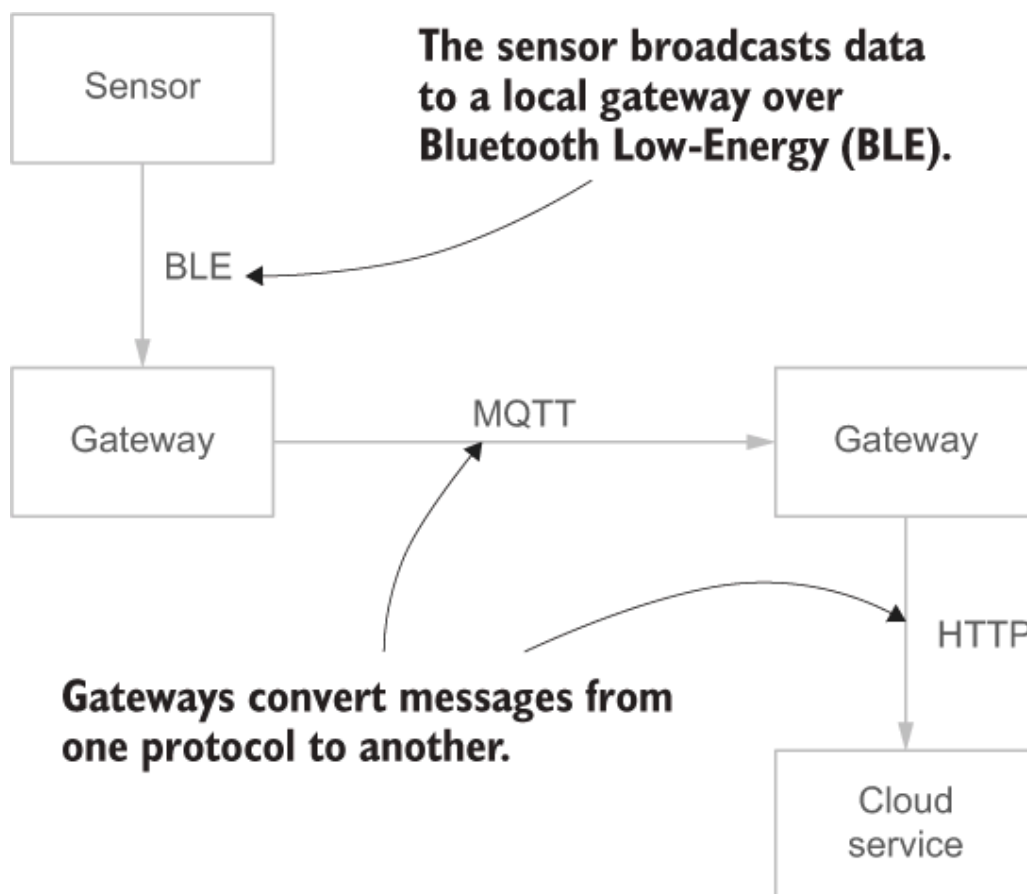 Sensor
The sensor broadcasts data
to a local gateway over
Bluetooth Low-Energy (BLE).
BLE
Gateway
MQTT
Gateway
HTTP
Gateways convert messages from
one protocol to another.
Cloud
service